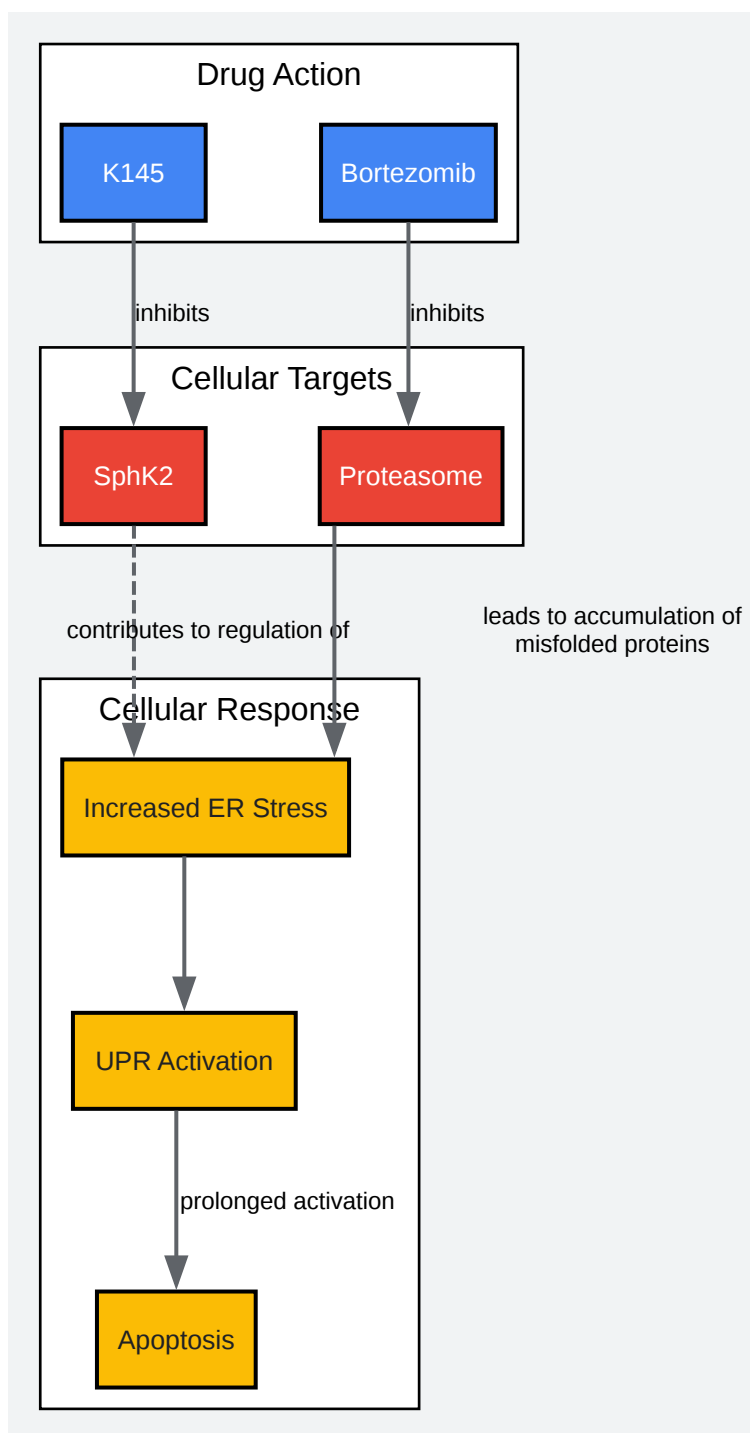 Drug Action
K145
Bortezomib
inhibits
inhibits
Cellular Targets
SphK2
Proteasome
contributes to regulation of
leads to accumulation of
misfolded proteins
Cellular Response
Increased ER Stress
UPR Activation
prolonged activation
Apoptosis